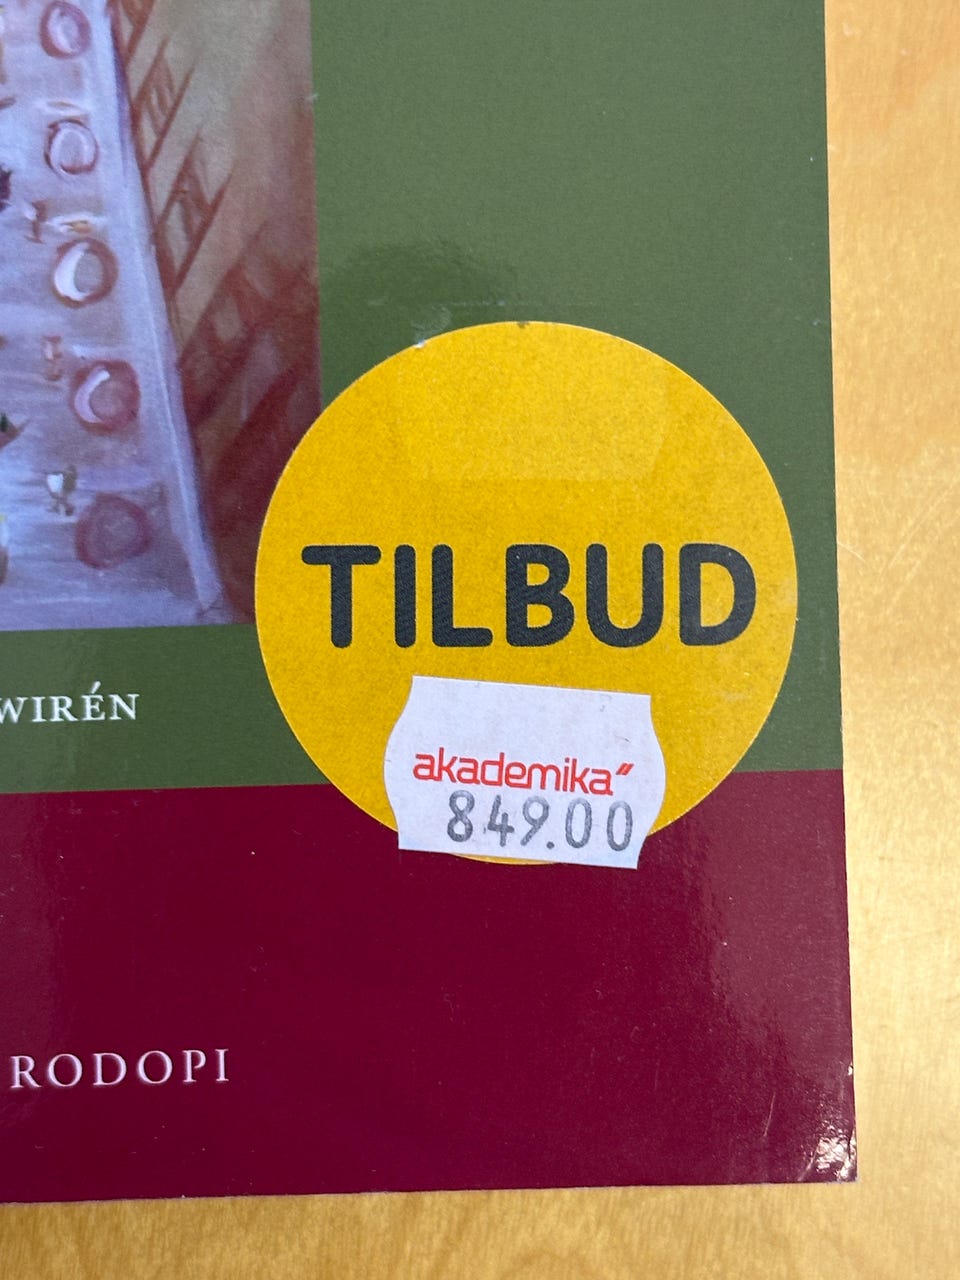 TILBUD
WIRÉN
akademika
849.00
RODOPI